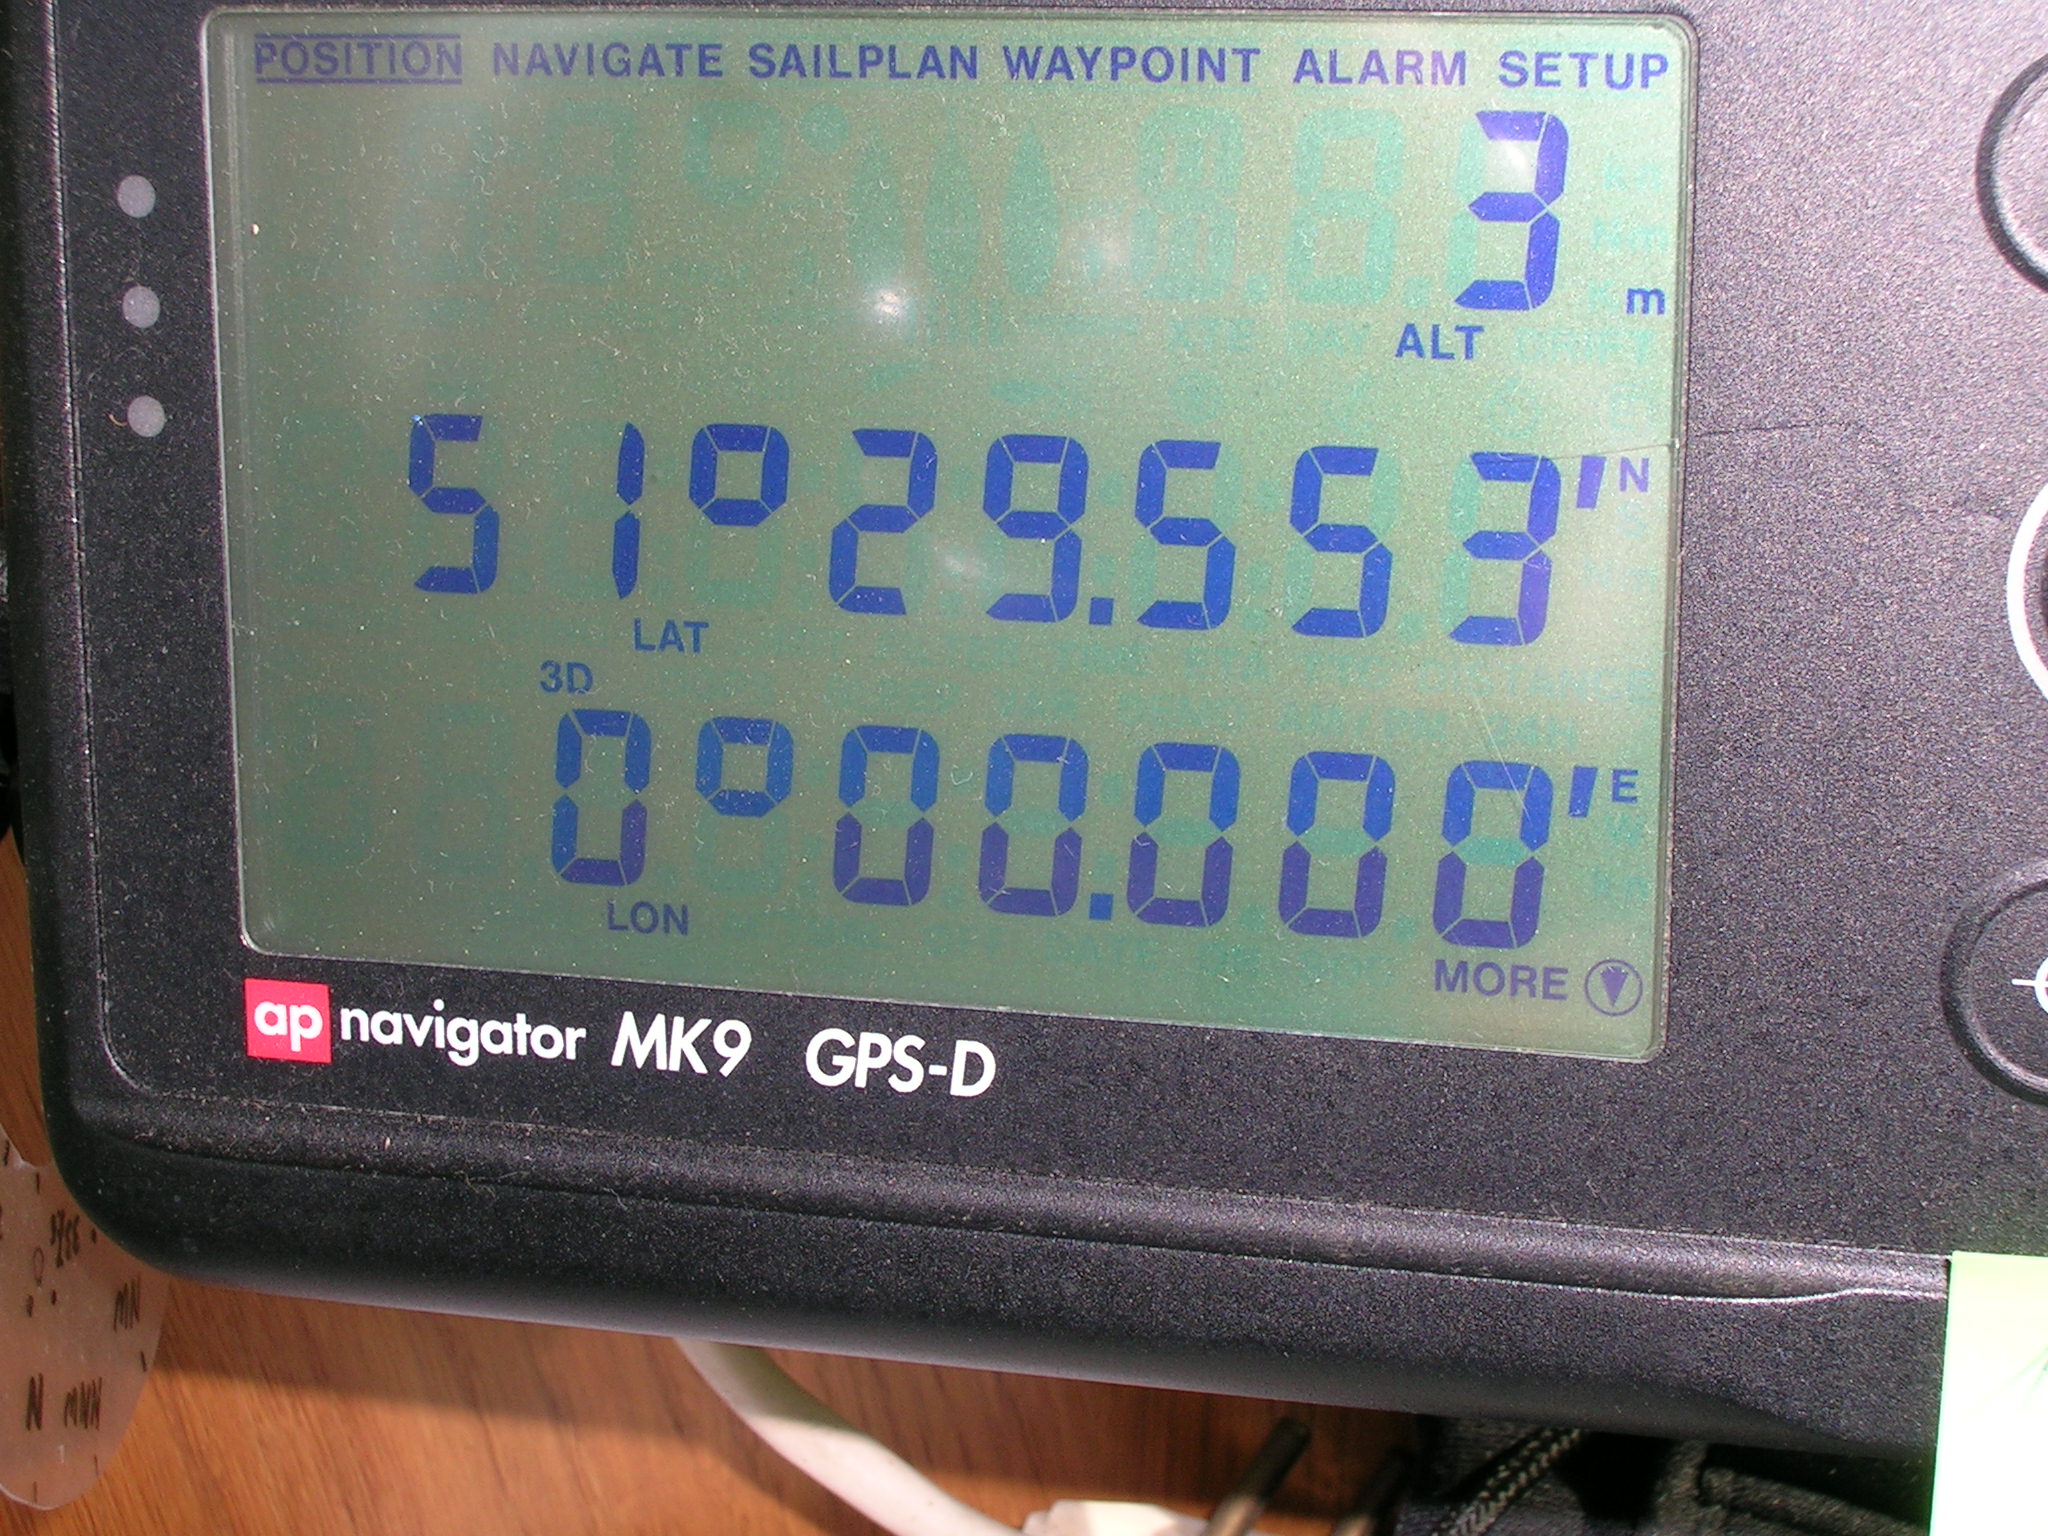 POSITION NAVIGATE SAILPLAN WAYPOINT ALARM SETUP
3 m
ALT
51°29.553' N
LAT
3D
0°00.000' E
LON
MORE
ap navigator MK9 GPS-D
N